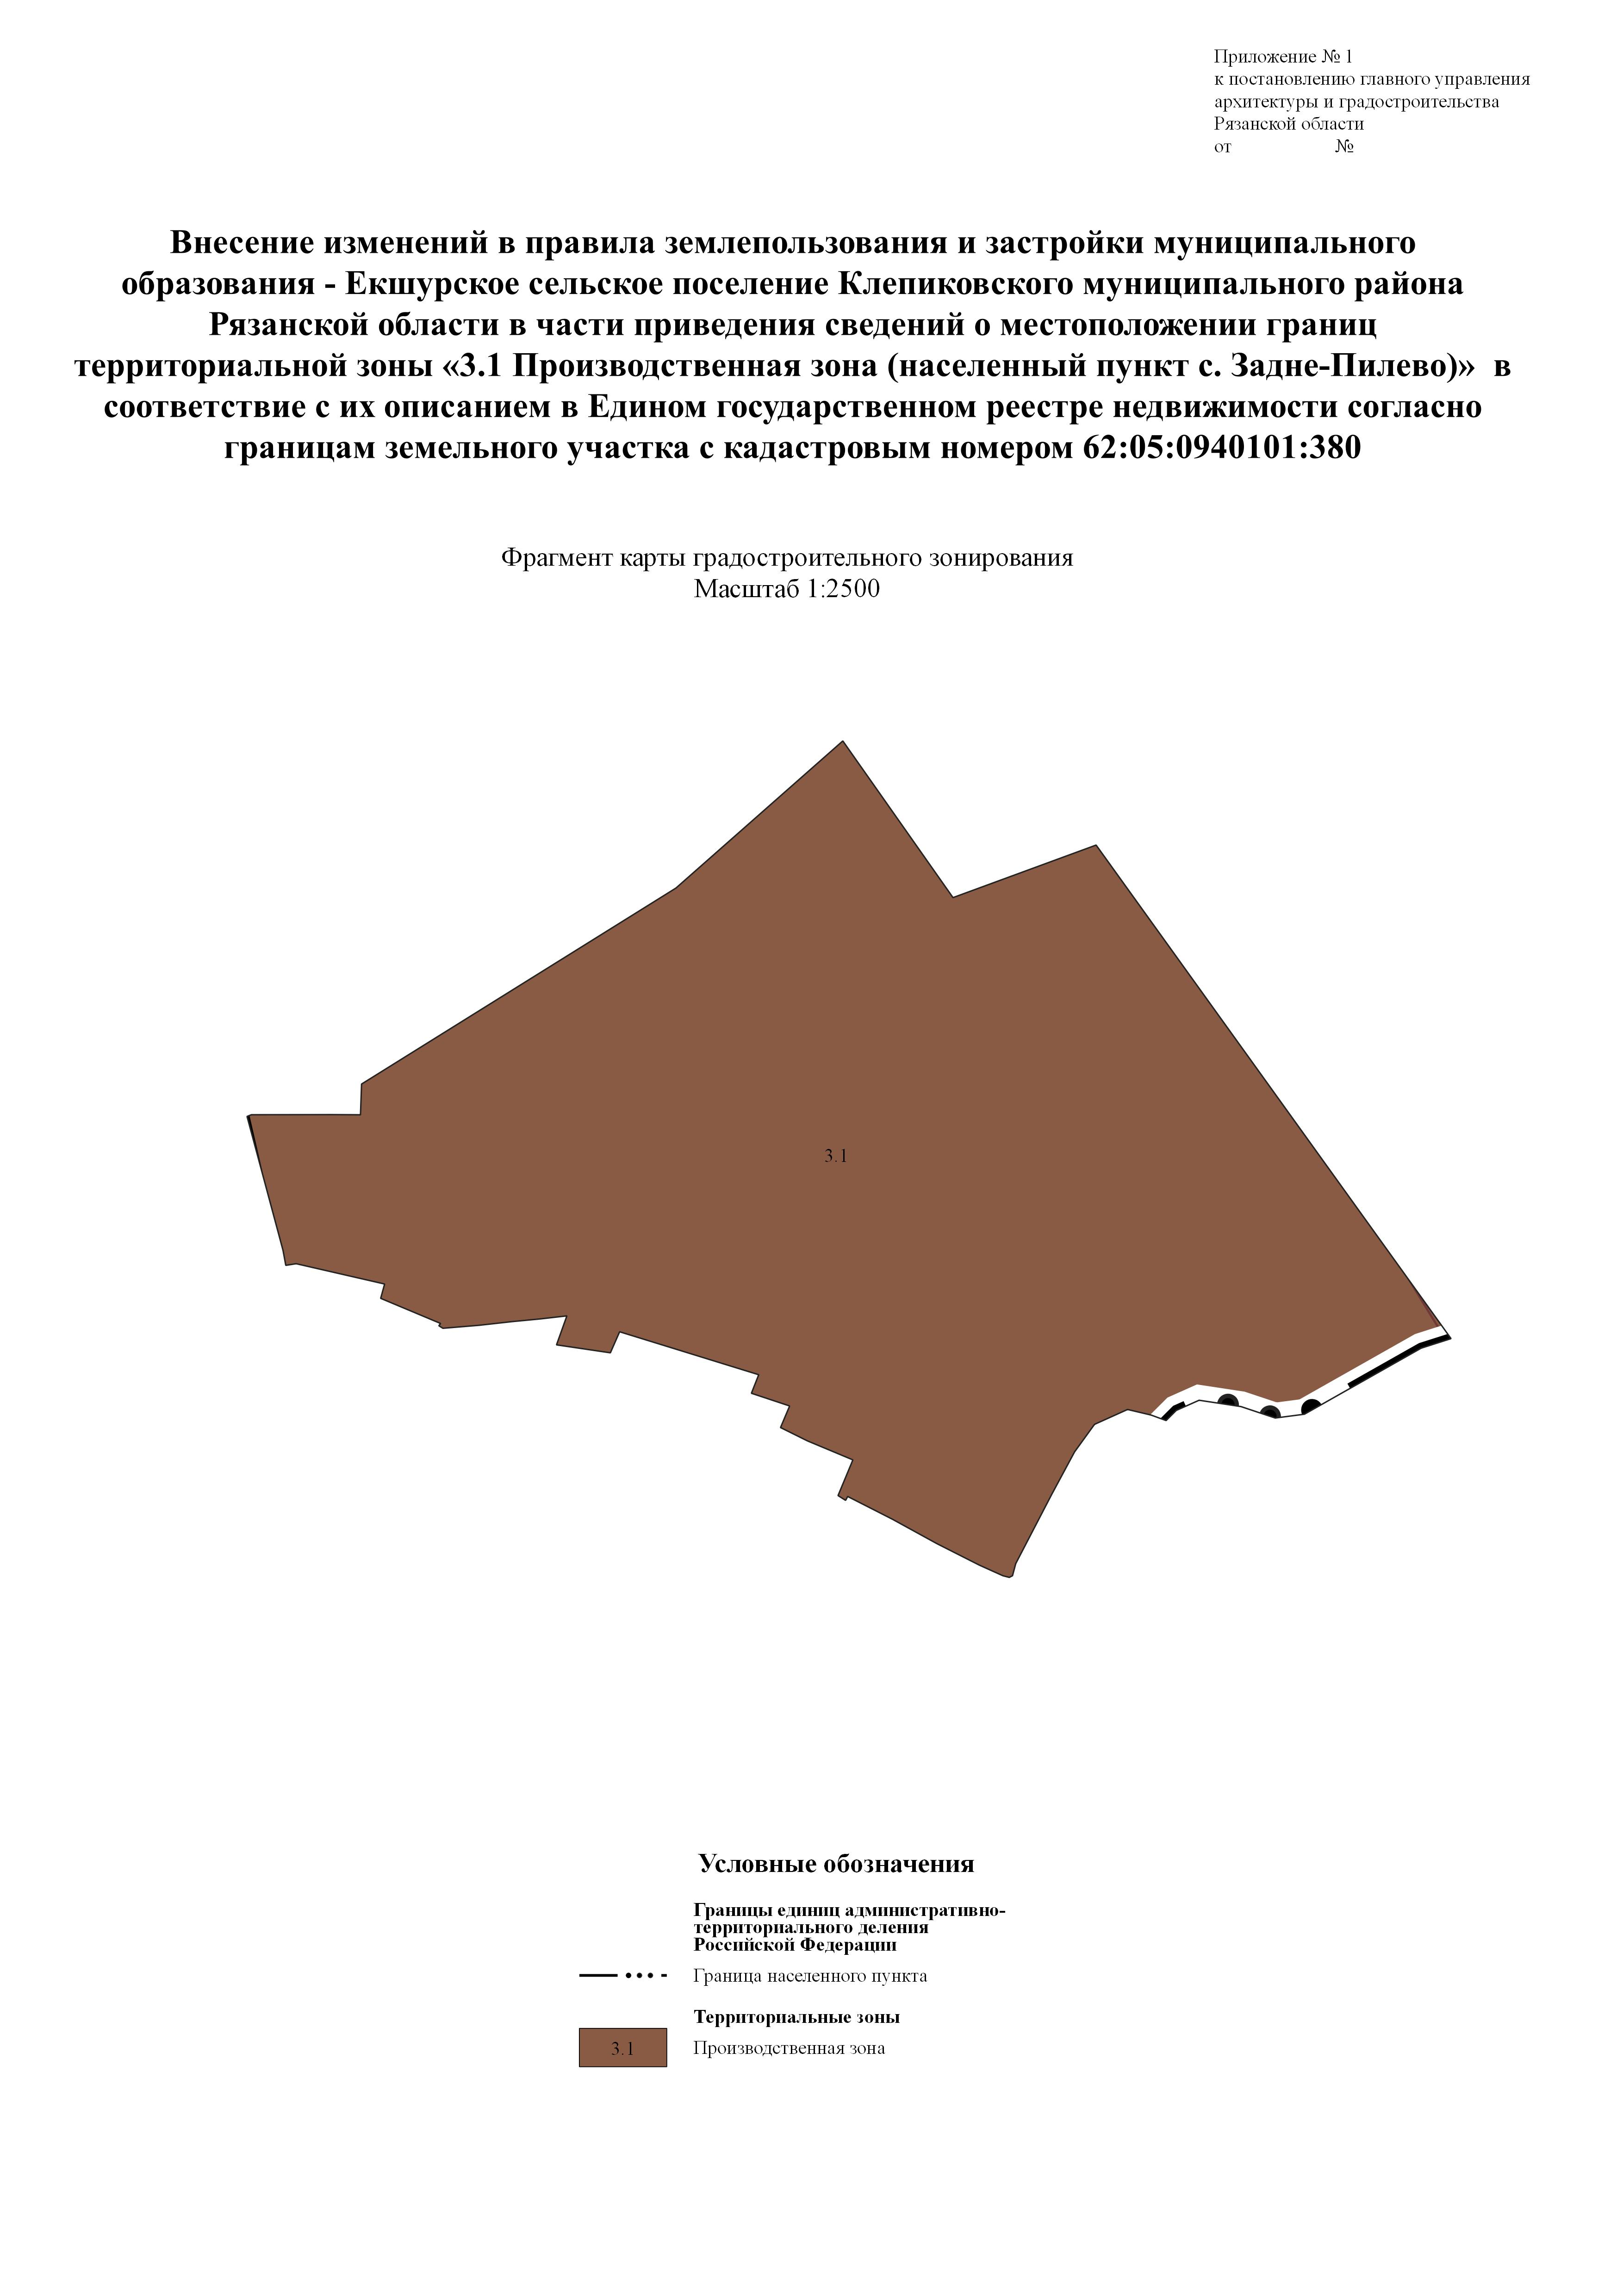 Приложение № 1
к постановлению главного управления
архитектуры и градостроительства
Рязанской области
от №
Внесение изменений в правила землепользования и застройки муниципального
образования - Екшурское сельское поселение Клепиковского муниципального района
Рязанской области в части приведения сведений о местоположении границ
территориальной зоны «3.1 Производственная зона (населенный пункт с. Задне-Пилево)» в
соответствие с их описанием в Едином государственном реестре недвижимости согласно
границам земельного участка с кадастровым номером 62:05:0940101:380
Фрагмент карты градостроительного зонирования
Масштаб 1:2500
3.1
Условные обозначения
Границы единиц административно-
территориального деления
Российской Федерации
Граница населенного пункта
Территориальные зоны
3.1 Производственная зона